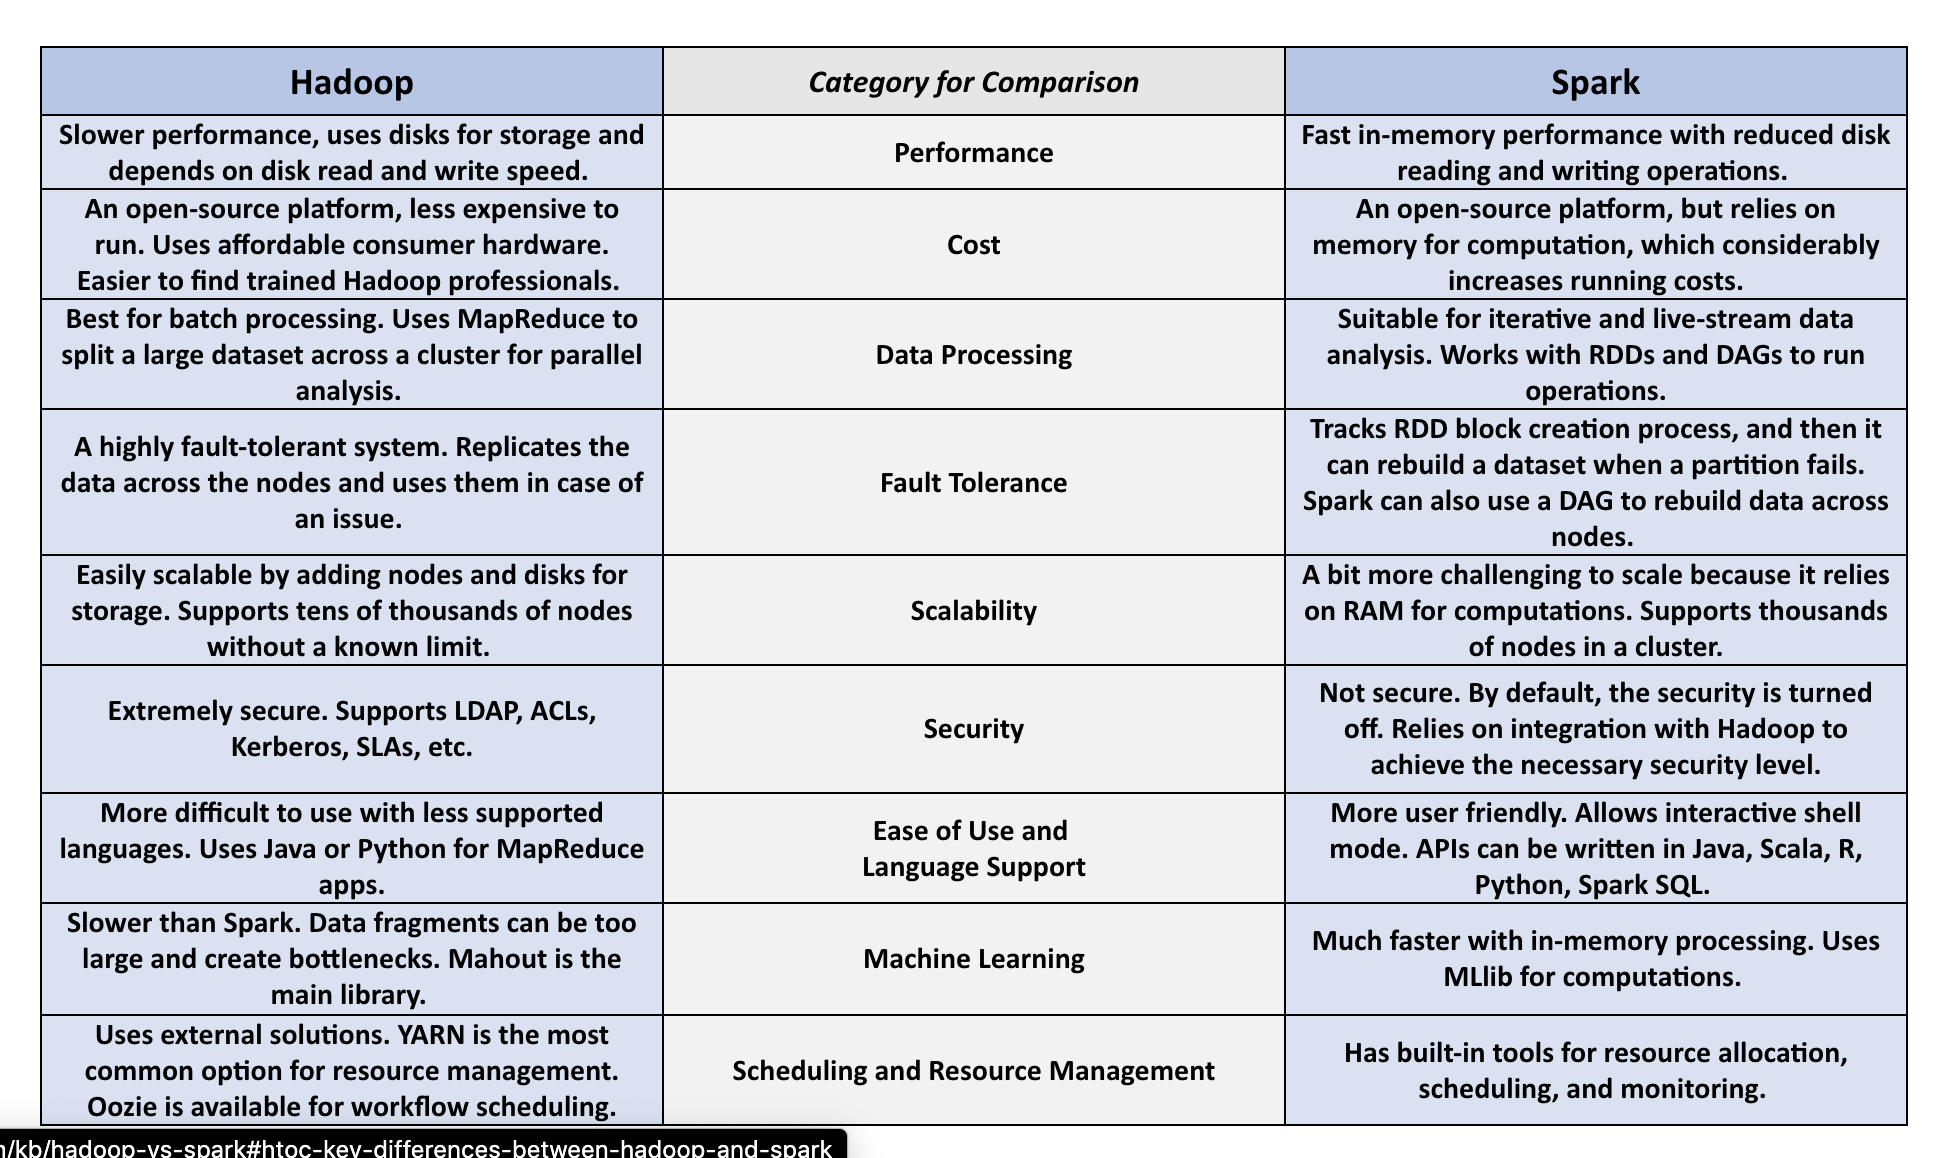 Hadoop
Category for Comparison
Spark
Slower performance, uses disks for storage and
depends on disk read and write speed.
Performance
Fast in-memory performance with reduced disk
reading and writing operations.
An open-source platform, less expensive to
run. Uses affordable consumer hardware.
Easier to find trained Hadoop professionals.
Cost
An open-source platform, but relies on
memory for computation, which considerably
increases running costs.
Best for batch processing. Uses MapReduce to
split a large dataset across a cluster for parallel
analysis.
Data Processing
Suitable for iterative and live-stream data
analysis. Works with RDDs and DAGs to run
operations.
A highly fault-tolerant system. Replicates the
data across the nodes and uses them in case of
an issue.
Fault Tolerance
Tracks RDD block creation process, and then it
can rebuild a dataset when a partition fails.
Spark can also use a DAG to rebuild data across
nodes.
Easily scalable by adding nodes and disks for
storage. Supports tens of thousands of nodes
without a known limit.
Scalability
A bit more challenging to scale because it relies
on RAM for computations. Supports thousands
of nodes in a cluster.
Extremely secure. Supports LDAP, ACLs,
Kerberos, SLAs, etc.
Security
Not secure. By default, the security is turned
off. Relies on integration with Hadoop to
achieve the necessary security level.
More difficult to use with less supported
languages. Uses Java or Python for MapReduce
apps.
Ease of Use and
Language Support
More user friendly. Allows interactive shell
mode. APIs can be written in Java, Scala, R,
Python, Spark SQL.
Slower than Spark. Data fragments can be too
large and create bottlenecks. Mahout is the
main library.
Machine Learning
Much faster with in-memory processing. Uses
MLlib for computations.
Uses external solutions. YARN is the most
common option for resource management.
Oozie is available for workflow scheduling.
Scheduling and Resource Management
Has built-in tools for resource allocation,
scheduling, and monitoring.
/kb/hadoop-vs-spark#htoc-key-differences-between-hadoop-and-spark